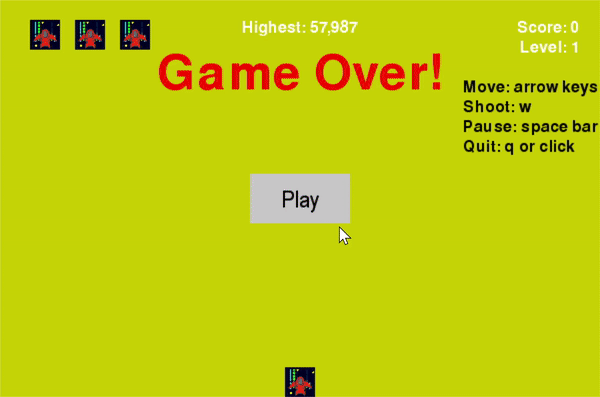 Highest: 57,987
Score: 0
Level: 1
Game Over!
Move: arrow keys
Shoot: w
Pause: space bar
Quit: q or click
Play